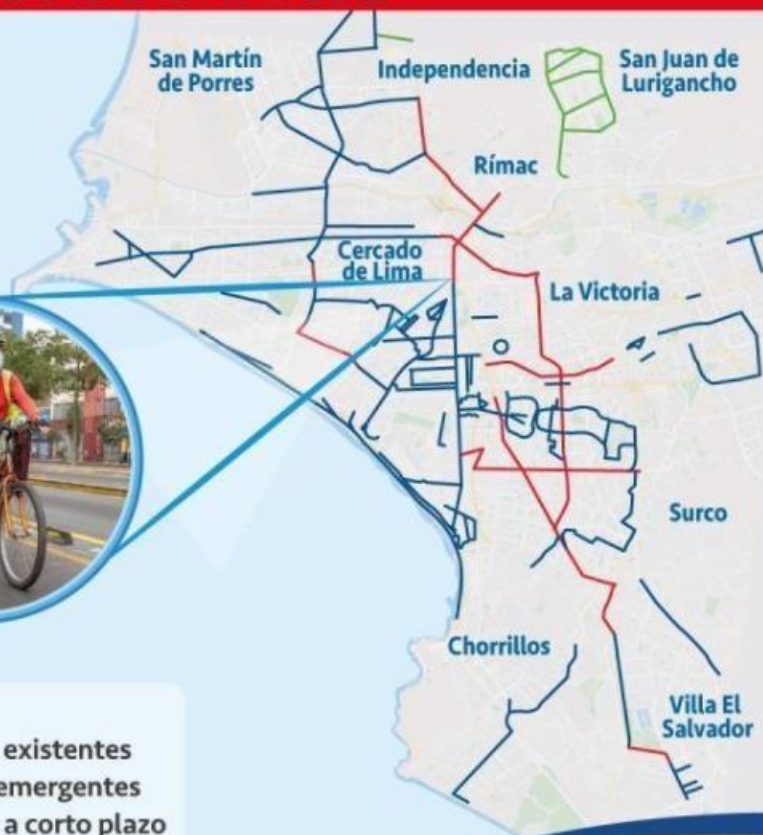 San Martín
de Porres
Independencia
San Juan de
Lurigancho
Rímac
Cercado
de Lima
La Victoria
Surco
Chorrillos
Villa El
Salvador
existentes
emergentes
a corto plazo